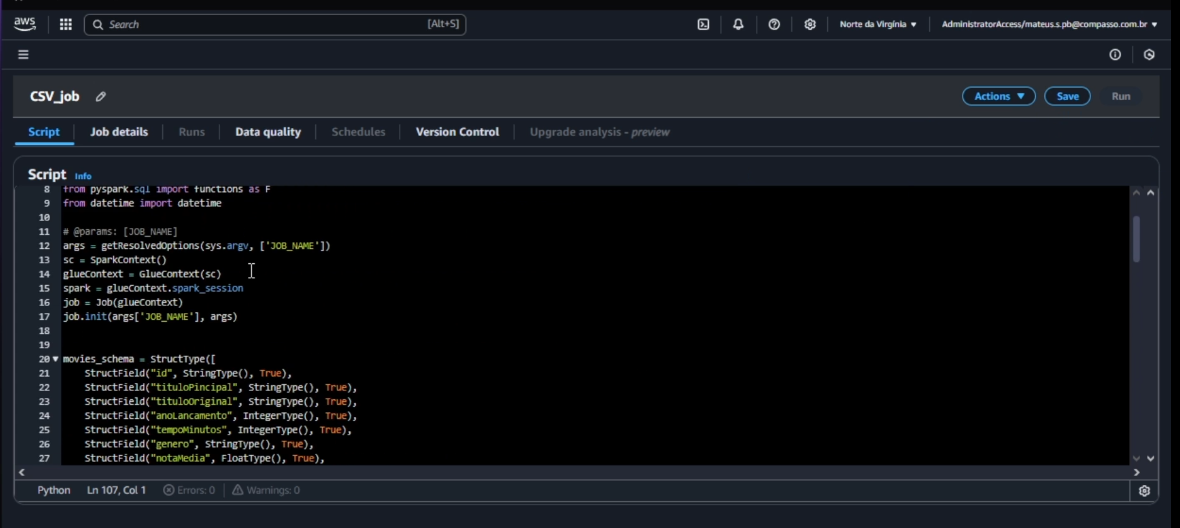 aws Search [Alt+S] Norte da Virgínia ▼ AdministratorAccess/mateus.s.pb@compasso.com.br ▼
CSV_job Actions ▼ Save Run
Script Job details Runs Data quality Schedules Version Control Upgrade analysis - preview
Script Info
8 from pyspark.sql import functions as F
9 from datetime import datetime
10
11 # @params: [JOB_NAME]
12 args = getResolvedOptions(sys.argv, ['JOB_NAME'])
13 sc = SparkContext()
14 glueContext = GlueContext(sc)
15 spark = glueContext.spark_session
16 job = Job(glueContext)
17 job.init(args['JOB_NAME'], args)
18
19
20 ▼ movies_schema = StructType([
21 StructField("id", StringType(), True),
22 StructField("tituloPincipal", StringType(), True),
23 StructField("tituloOriginal", StringType(), True),
24 StructField("anoLancamento", IntegerType(), True),
25 StructField("tempoMinutos", IntegerType(), True),
26 StructField("genero", StringType(), True),
27 StructField("notaMedia", FloatType(), True),
Python Ln 107, Col 1 Errors: 0 Warnings: 0